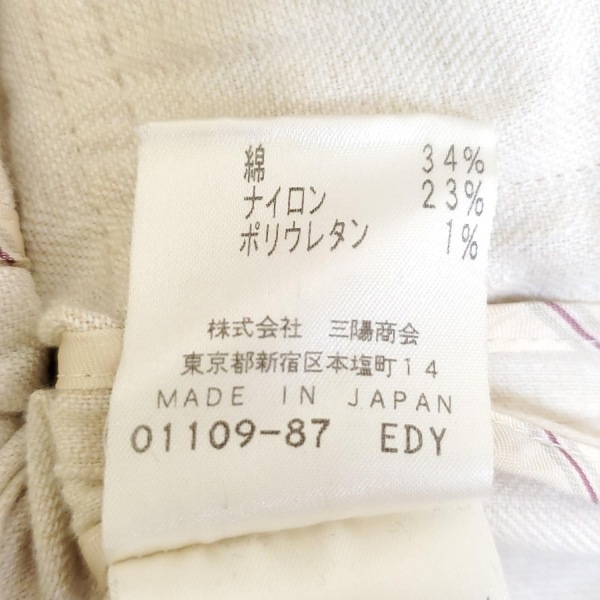 綿 34%
ナイロン 23%
ポリウレタン 1%
株式会社 三陽商会
東京都新宿区本塩町14
MADE IN JAPAN
01109-87 EDY